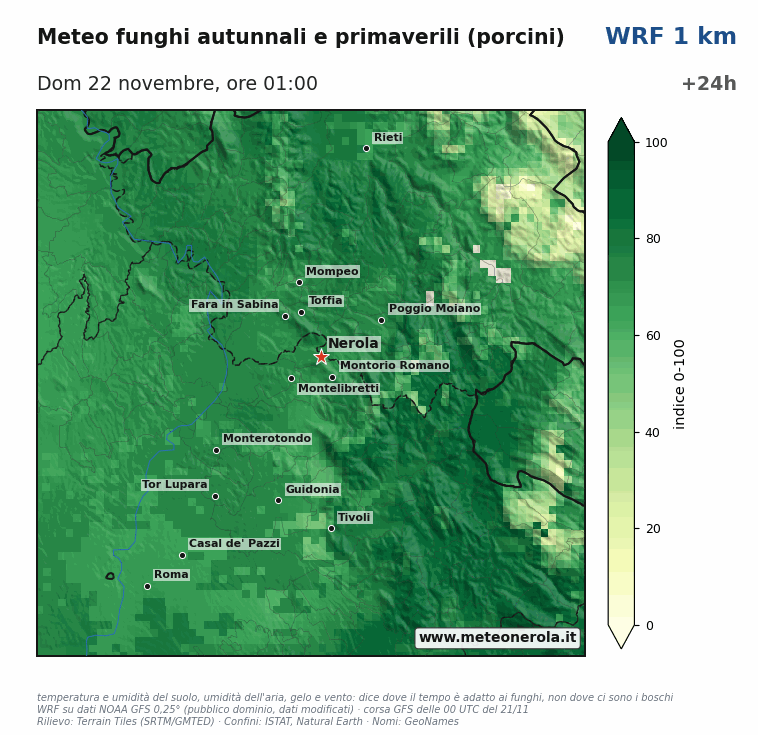 Meteo funghi autunnali e primaverili (porcini)
WRF 1 km
Dom 22 novembre, ore 01:00
+24h
Rieti
Mompeo
Toffia
Fara in Sabina
Poggio Moiano
Nerola
Montorio Romano
Montelibretti
Monterotondo
Tor Lupara
Guidonia
Tivoli
Casal de' Pazzi
Roma
www.meteonerola.it
100
80
60
40
20
0
indice 0-100
temperatura e umidità del suolo, umidità dell'aria, gelo e vento: dice dove il tempo è adatto ai funghi, non dove ci sono i boschi
WRF su dati NOAA GFS 0,25° (pubblico dominio, dati modificati) · corsa GFS delle 00 UTC del 21/11
Rilievo: Terrain Tiles (SRTM/GMTED) · Confini: ISTAT, Natural Earth · Nomi: GeoNames